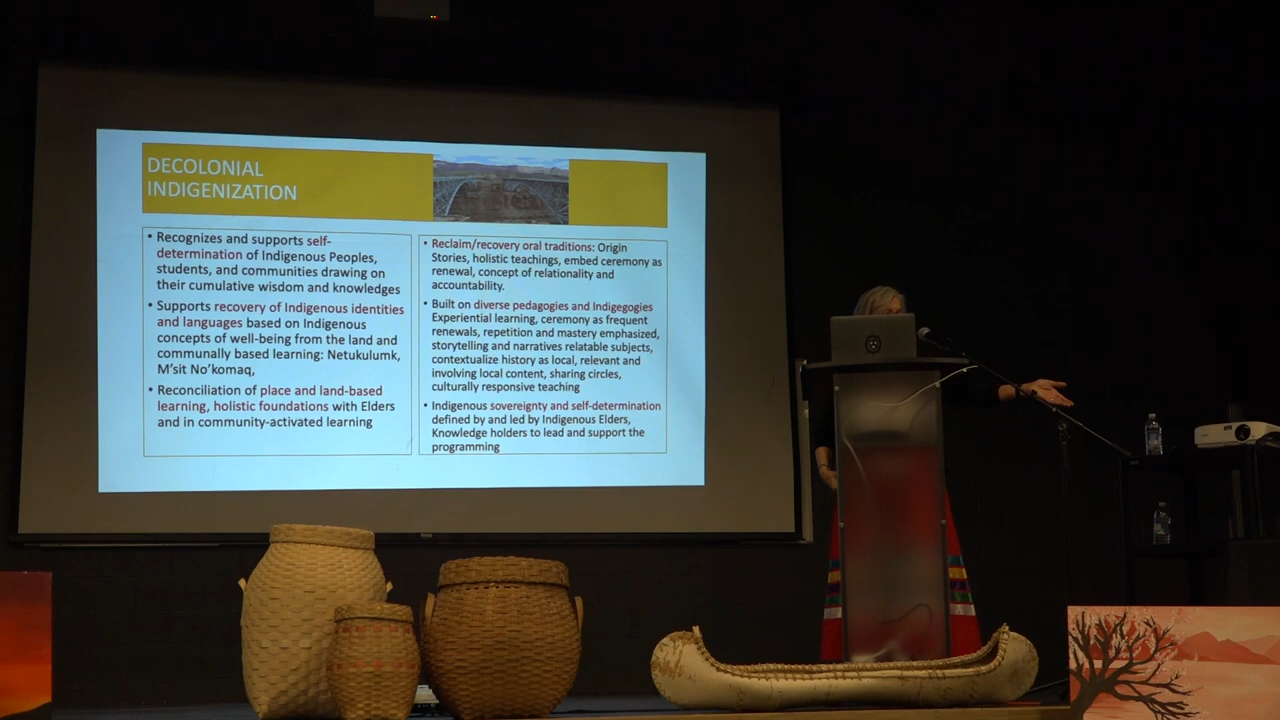 DECOLONIAL
INDIGENIZATION
• Recognizes and supports self-
determination of Indigenous Peoples,
students, and communities drawing on
their cumulative wisdom and knowledges
• Supports recovery of Indigenous identities
and languages based on Indigenous
concepts of well-being from the land and
communally based learning: Netukulumk,
M'sit No'komaq,
• Reconciliation of place and land-based
learning, holistic foundations with Elders
and in community-activated learning
• Reclaim/recovery oral traditions: Origin
Stories, holistic teachings, embed ceremony as
renewal, concept of relationality and
accountability.
• Built on diverse pedagogies and Indigegogies
Experiential learning, ceremony as frequent
renewals, repetition and mastery emphasized,
storytelling and narratives relatable subjects,
contextualize history as local, relevant and
involving local content, sharing circles,
culturally responsive teaching
• Indigenous sovereignty and self-determination
defined by and led by Indigenous Elders,
Knowledge holders to lead and support the
programming